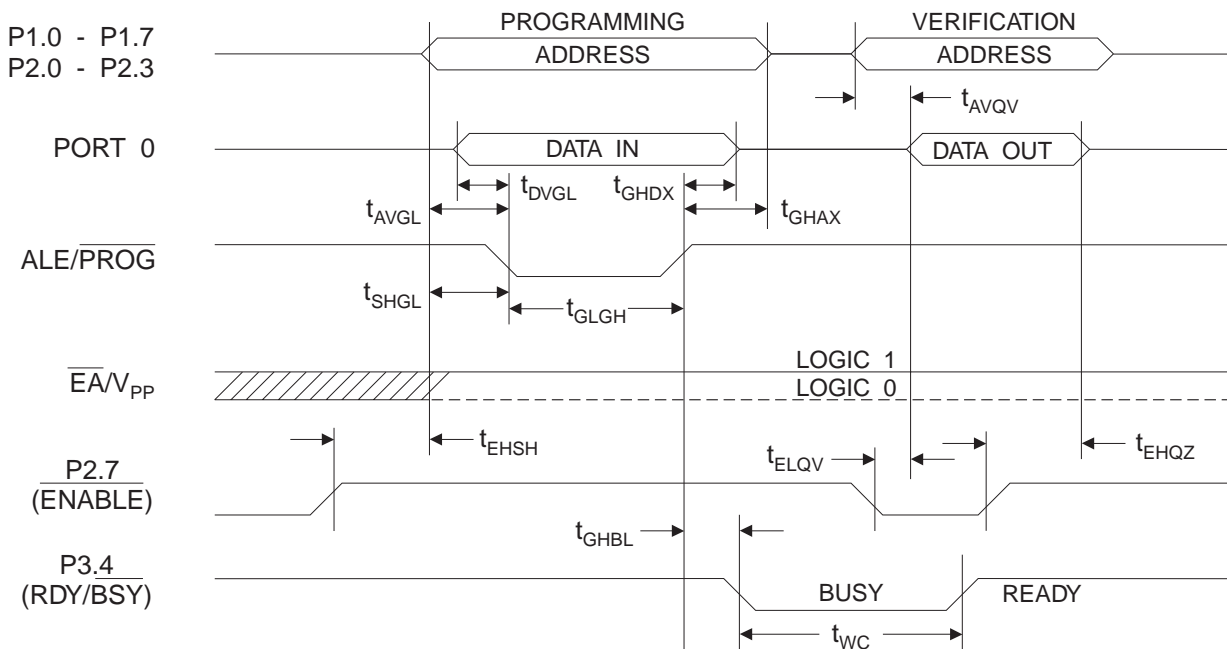 PROGRAMMING VERIFICATION
P1.0 - P1.7
P2.0 - P2.3
ADDRESS ADDRESS
tAVQV
PORT 0 DATA IN DATA OUT
tDVGL tGHDX
tAVGL tGHAX
ALE/PROG
tSHGL tGLGH
LOGIC 1
EA/VPP LOGIC 0
tEHSH tELQV tEHQZ
P2.7
(ENABLE)
tGHBL
P3.4
(RDY/BSY) BUSY READY
tWC